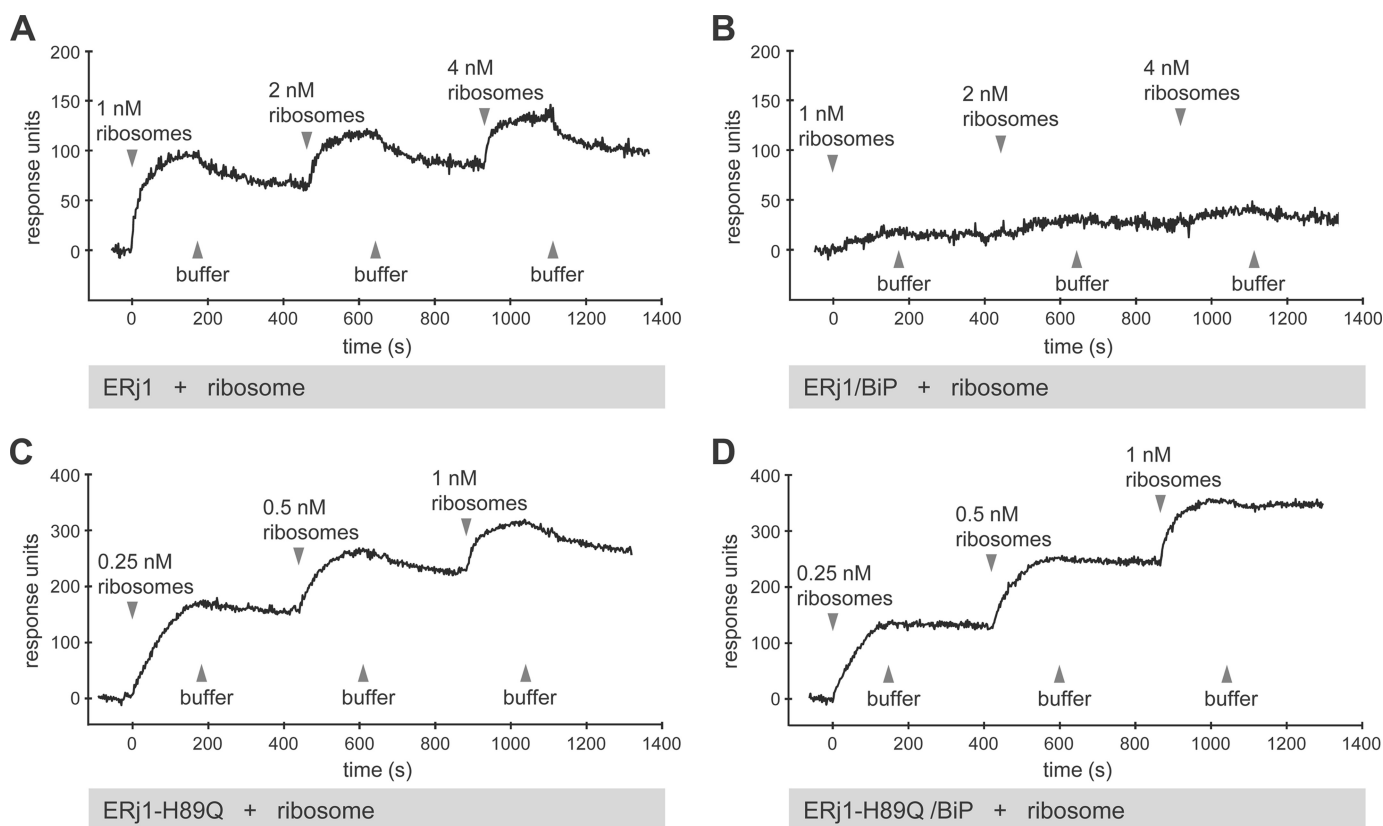 A
200
150
100
50
0
response units
1 nM
ribosomes
2 nM
ribosomes
4 nM
ribosomes
buffer
buffer
buffer
0 200 400 600 800 1000 1200 1400
time (s)
ERj1 + ribosome
B
200
150
100
50
0
response units
1 nM
ribosomes
2 nM
ribosomes
4 nM
ribosomes
buffer
buffer
buffer
0 200 400 600 800 1000 1200 1400
time (s)
ERj1/BiP + ribosome
C
400
300
200
100
0
response units
0.25 nM
ribosomes
0.5 nM
ribosomes
1 nM
ribosomes
buffer
buffer
buffer
0 200 400 600 800 1000 1200 1400
time (s)
ERj1-H89Q + ribosome
D
400
300
200
100
0
response units
0.25 nM
ribosomes
0.5 nM
ribosomes
1 nM
ribosomes
buffer
buffer
buffer
0 200 400 600 800 1000 1200 1400
time (s)
ERj1-H89Q /BiP + ribosome